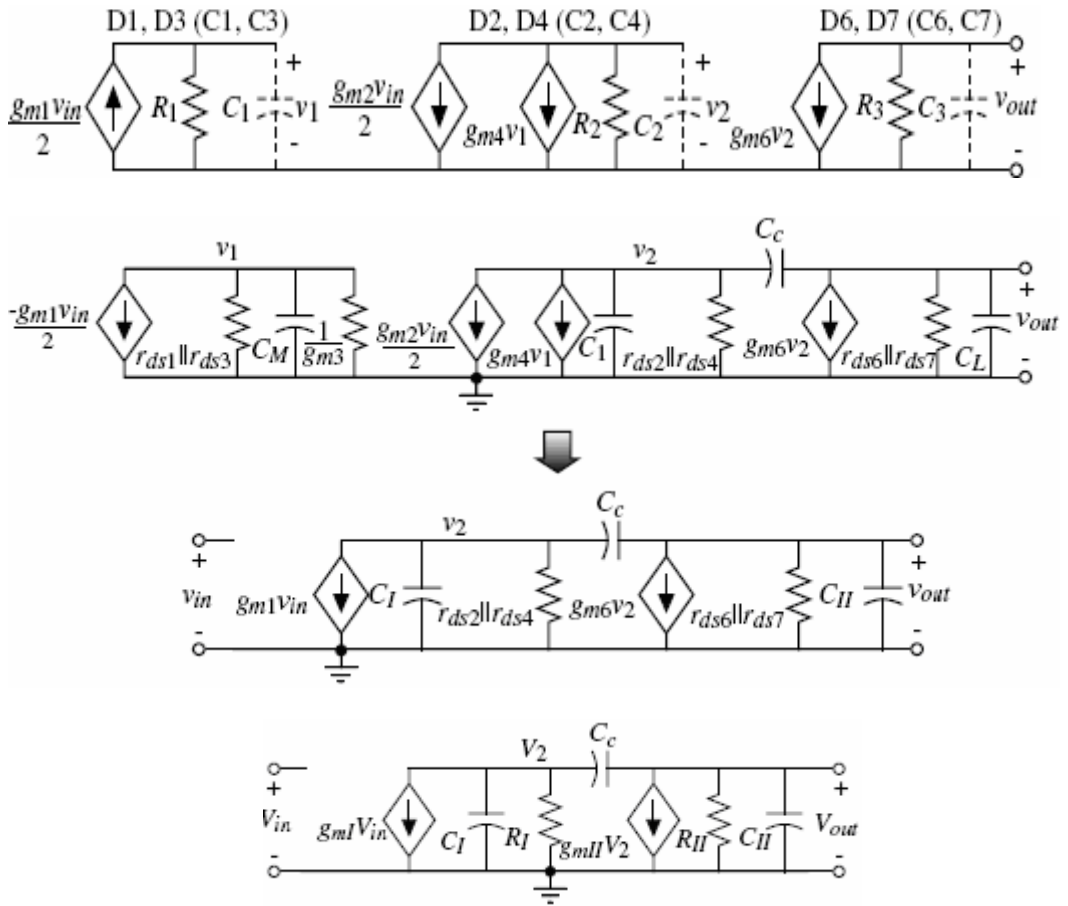 D1, D3 (C1, C3) D2, D4 (C2, C4) D6, D7 (C6, C7)
gm1vin
2
R1
C1
+
v1
-
gm2vin
2
gm4v1
R2
C2
+
v2
-
gm6v2
R3
C3
+
vout
-
v1
-gm1vin
2
rds1||rds3
CM
1
gm3
gm2vin
2
gm4v1
C1
v2
rds2||rds4
Cc
gm6v2
rds6||rds7
CL
+
vout
-
+
vin
-
gm1vin
CI
v2
rds2||rds4
Cc
gm6v2
rds6||rds7
CII
+
vout
-
+
Vin
-
gmIVin
CI
V2
RI
Cc
gmIIV2
RII
CII
+
Vout
-